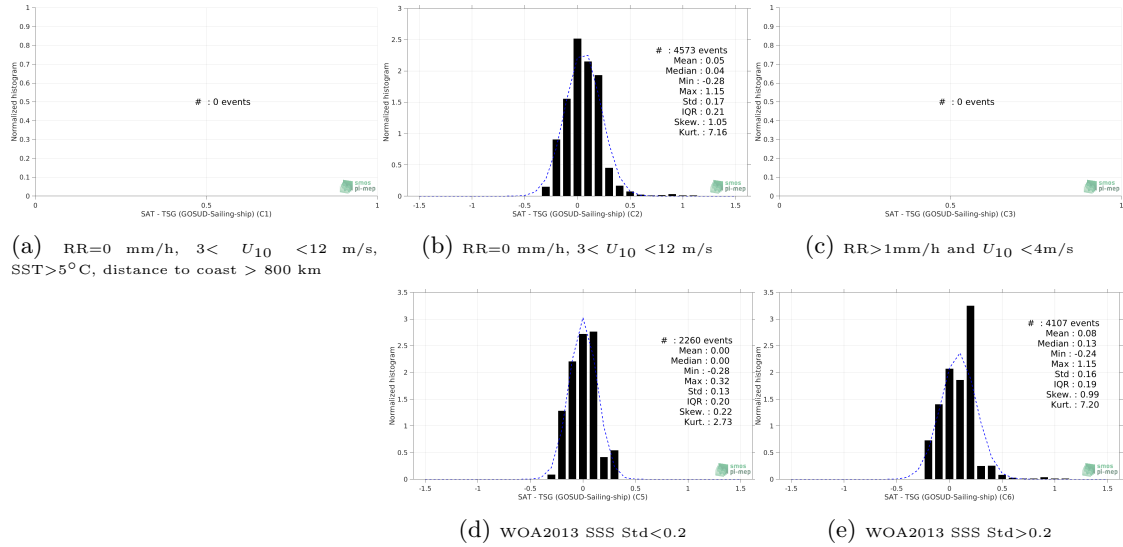 1
0.9
0.8
0.7
0.6
0.5
0.4
0.3
0.2
0.1
0
Normalized histogram
# : 0 events
smos
pi-mep
0 0.5 1
SAT - TSG (GOSUD-Sailing-ship) (C1)
(a) RR=0 mm/h, 3< U10 <12 m/s,
SST>5°C, distance to coast > 800 km
3
2.5
2
1.5
1
0.5
0
Normalized histogram
# : 4573 events
Mean : 0.05
Median : 0.04
Min : -0.28
Max : 1.15
Std : 0.17
IQR : 0.21
Skew. : 1.05
Kurt. : 7.16
smos
pi-mep
-1.5 -1 -0.5 0 0.5 1 1.5
SAT - TSG (GOSUD-Sailing-ship) (C2)
(b) RR=0 mm/h, 3< U10 <12 m/s
1
0.9
0.8
0.7
0.6
0.5
0.4
0.3
0.2
0.1
0
Normalized histogram
# : 0 events
smos
pi-mep
0 0.5 1
SAT - TSG (GOSUD-Sailing-ship) (C3)
(c) RR>1mm/h and U10 <4m/s
3.5
3
2.5
2
1.5
1
0.5
0
Normalized histogram
# : 2260 events
Mean : 0.00
Median : 0.00
Min : -0.28
Max : 0.32
Std : 0.13
IQR : 0.20
Skew. : 0.22
Kurt. : 2.73
smos
pi-mep
-1.5 -1 -0.5 0 0.5 1 1.5
SAT - TSG (GOSUD-Sailing-ship) (C5)
(d) WOA2013 SSS Std<0.2
3.5
3
2.5
2
1.5
1
0.5
0
Normalized histogram
# : 4107 events
Mean : 0.08
Median : 0.13
Min : -0.24
Max : 1.15
Std : 0.16
IQR : 0.19
Skew. : 0.99
Kurt. : 7.20
smos
pi-mep
-1.5 -1 -0.5 0 0.5 1 1.5
SAT - TSG (GOSUD-Sailing-ship) (C6)
(e) WOA2013 SSS Std>0.2